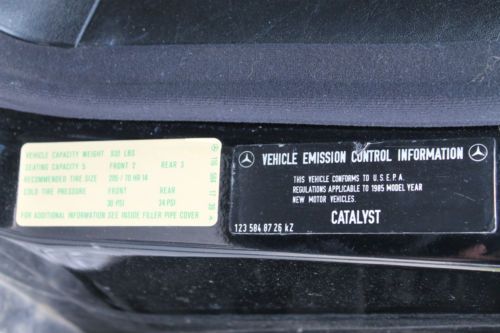 VEHICLE CAPACITY WEIGHT 930 LBS
SEATING CAPACITY 5 FRONT 2 REAR 3
RECOMMENDED TIRE SIZE 205 / 70 HR 14
COLD TIRE PRESSURE FRONT REAR
30 PSI 34 PSI
FOR ADDITIONAL INFORMATION SEE INSIDE FILLER PIPE COVER
VEHICLE EMISSION CONTROL INFORMATION
THIS VEHICLE CONFORMS TO U.S.E.P.A.
REGULATIONS APPLICABLE TO 1985 MODEL YEAR
NEW MOTOR VEHICLES.
CATALYST
123 584 87 26 kZ